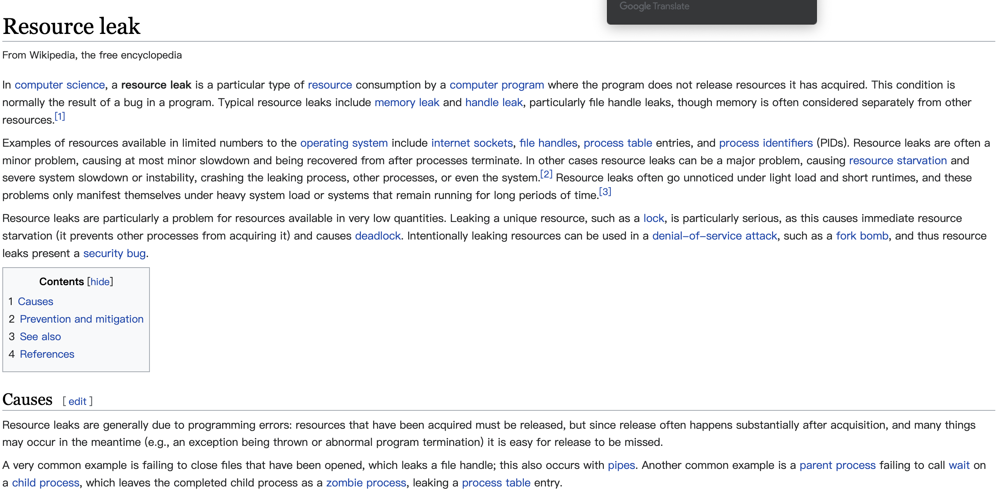 Google Translate
Resource leak
From Wikipedia, the free encyclopedia
In computer science, a resource leak is a particular type of resource consumption by a computer program where the program does not release resources it has acquired. This condition is
normally the result of a bug in a program. Typical resource leaks include memory leak and handle leak, particularly file handle leaks, though memory is often considered separately from other
resources.[1]
Examples of resources available in limited numbers to the operating system include internet sockets, file handles, process table entries, and process identifiers (PIDs). Resource leaks are often a
minor problem, causing at most minor slowdown and being recovered from after processes terminate. In other cases resource leaks can be a major problem, causing resource starvation and
severe system slowdown or instability, crashing the leaking process, other processes, or even the system.[2] Resource leaks often go unnoticed under light load and short runtimes, and these
problems only manifest themselves under heavy system load or systems that remain running for long periods of time.[3]
Resource leaks are particularly a problem for resources available in very low quantities. Leaking a unique resource, such as a lock, is particularly serious, as this causes immediate resource
starvation (it prevents other processes from acquiring it) and causes deadlock. Intentionally leaking resources can be used in a denial-of-service attack, such as a fork bomb, and thus resource
leaks present a security bug.
Contents [hide]
1 Causes
2 Prevention and mitigation
3 See also
4 References
Causes [ edit ]
Resource leaks are generally due to programming errors: resources that have been acquired must be released, but since release often happens substantially after acquisition, and many things
may occur in the meantime (e.g., an exception being thrown or abnormal program termination) it is easy for release to be missed.
A very common example is failing to close files that have been opened, which leaks a file handle; this also occurs with pipes. Another common example is a parent process failing to call wait on
a child process, which leaves the completed child process as a zombie process, leaking a process table entry.